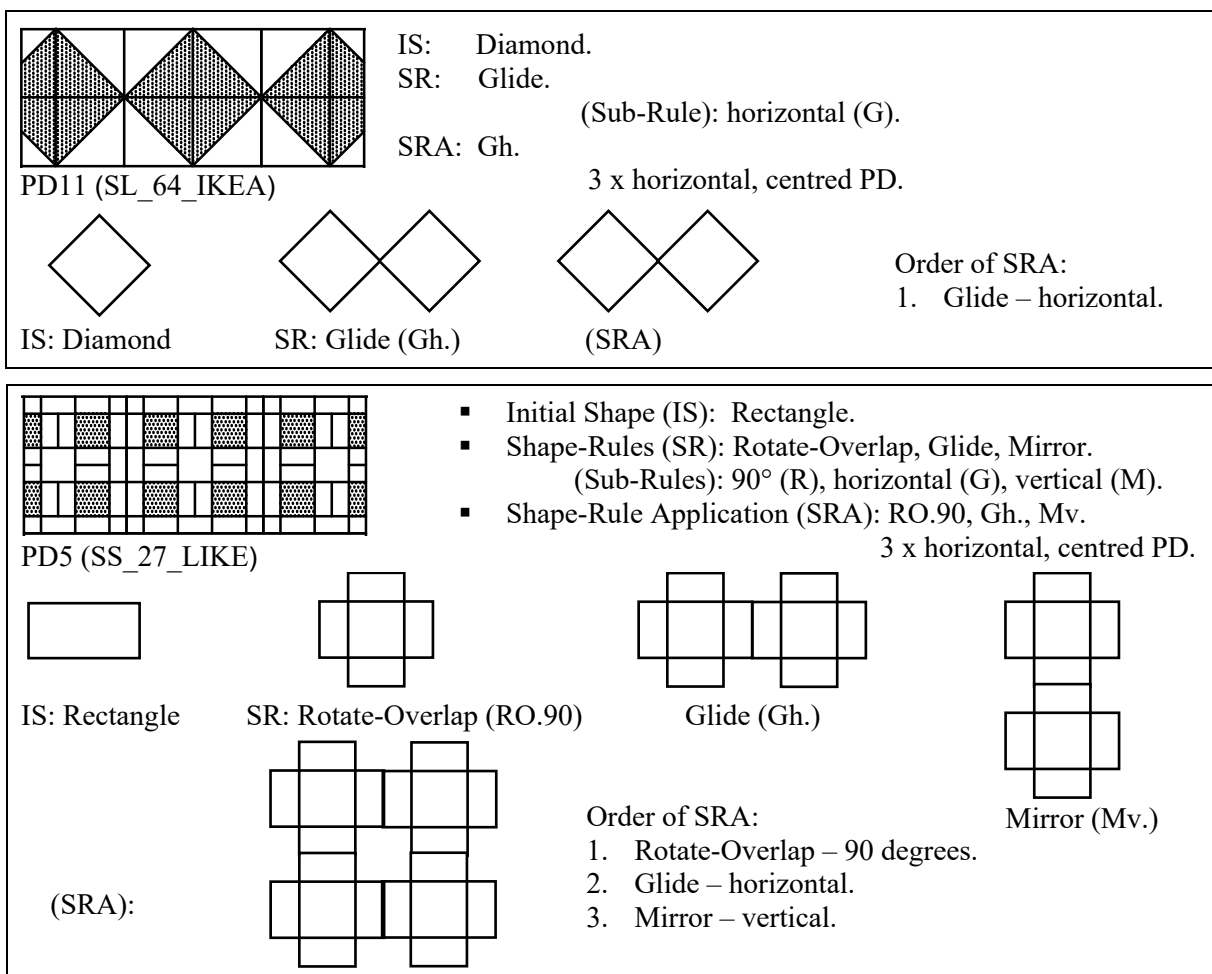 IS: Diamond.
SR: Glide.
(Sub-Rule): horizontal (G).
SRA: Gh.
3 x horizontal, centred PD.
PD11 (SL_64_IKEA)
Order of SRA:
1. Glide – horizontal.
IS: Diamond SR: Glide (Gh.) (SRA)
▪ Initial Shape (IS): Rectangle.
▪ Shape-Rules (SR): Rotate-Overlap, Glide, Mirror.
(Sub-Rules): 90° (R), horizontal (G), vertical (M).
▪ Shape-Rule Application (SRA): RO.90, Gh., Mv.
3 x horizontal, centred PD.
PD5 (SS_27_LIKE)
IS: Rectangle SR: Rotate-Overlap (RO.90) Glide (Gh.)
Mirror (Mv.)
Order of SRA:
1. Rotate-Overlap – 90 degrees.
2. Glide – horizontal.
3. Mirror – vertical.
(SRA):